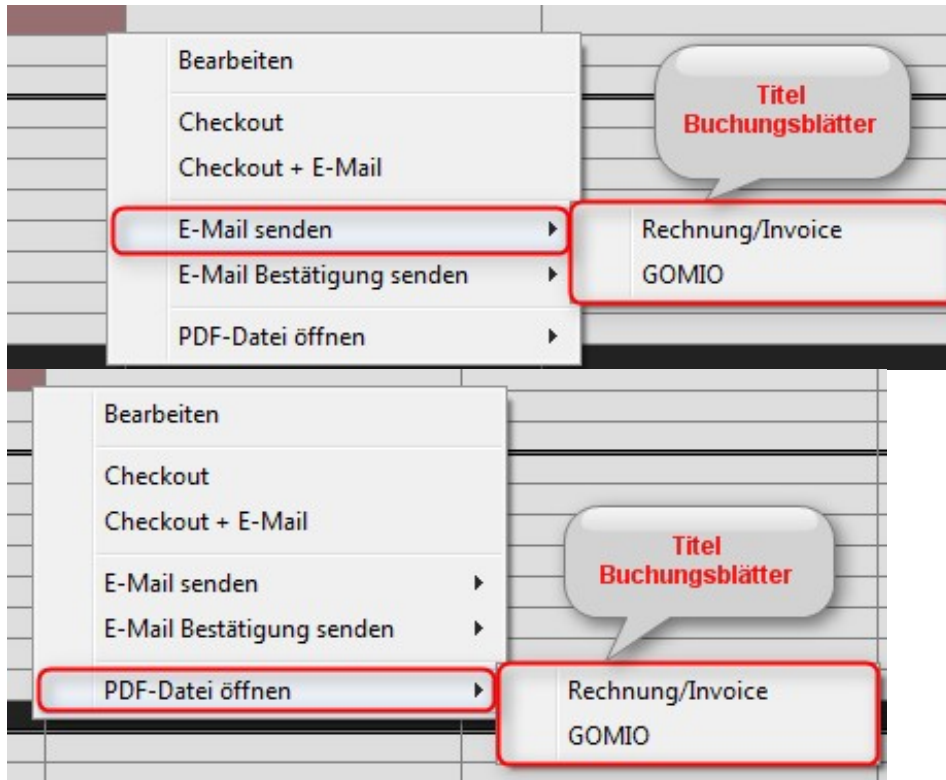 Bearbeiten
Checkout
Checkout + E-Mail
E-Mail senden
E-Mail Bestätigung senden
PDF-Datei öffnen
Titel
Buchungsblätter
Rechnung/Invoice
GOMIO
Bearbeiten
Checkout
Checkout + E-Mail
E-Mail senden
E-Mail Bestätigung senden
PDF-Datei öffnen
Titel
Buchungsblätter
Rechnung/Invoice
GOMIO